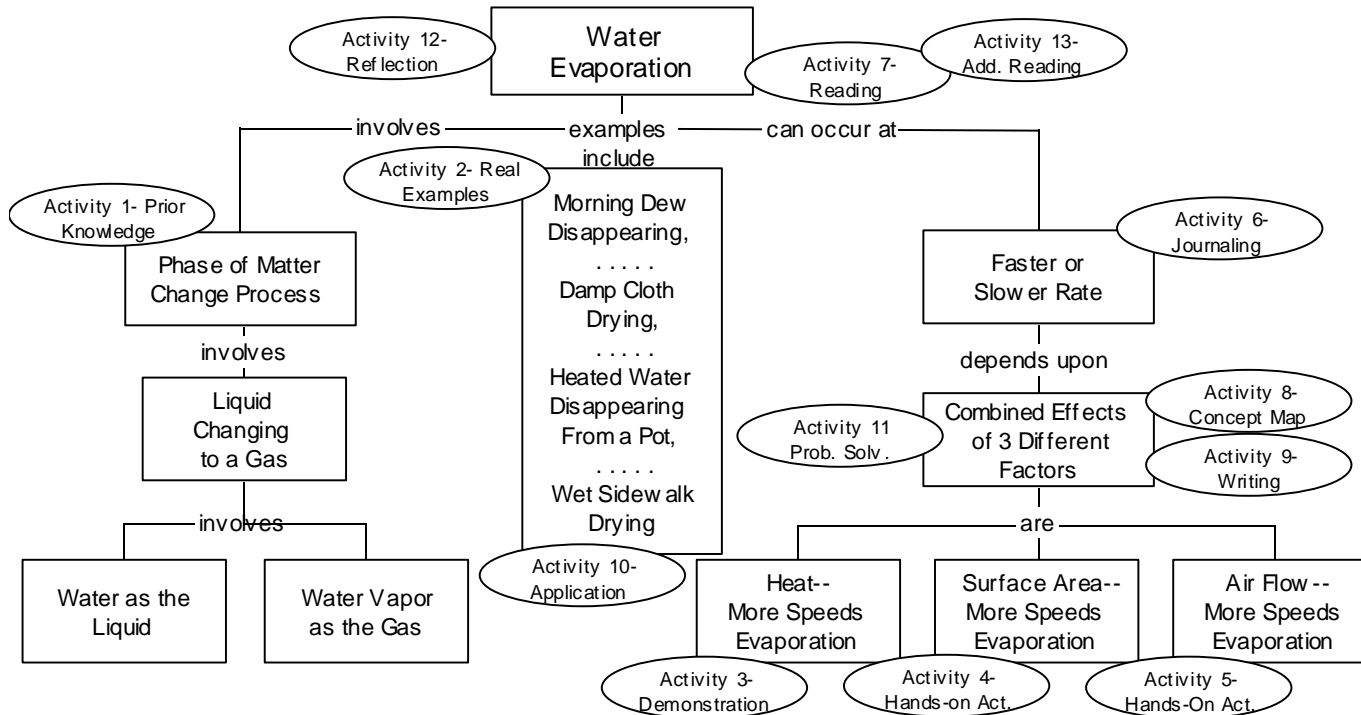 Activity 12-
Reflection
Water
Evaporation
Activity 7-
Reading
Activity 13-
Add. Reading
involves
examples
include
can occur at
Activity 1- Prior
Knowledge
Phase of Matter
Change Process
involves
Liquid
Changing
to a Gas
involves
Water as the
Liquid
Water Vapor
as the Gas
Activity 2- Real
Examples
Morning Dew
Disappearing,
. . . . .
Damp Cloth
Drying,
. . . . .
Heated Water
Disappearing
From a Pot,
. . . . .
Wet Sidewalk
Drying
Activity 10-
Application
Activity 6-
Journaling
Faster or
Slower Rate
depends upon
Activity 11
Prob. Solv.
Combined Effects
of 3 Different
Factors
Activity 8-
Concept Map
Activity 9-
Writing
are
Heat--
More Speeds
Evaporation
Surface Area--
More Speeds
Evaporation
Air Flow--
More Speeds
Evaporation
Activity 3-
Demonstration
Activity 4-
Hands-on Act.
Activity 5-
Hands-On Act.